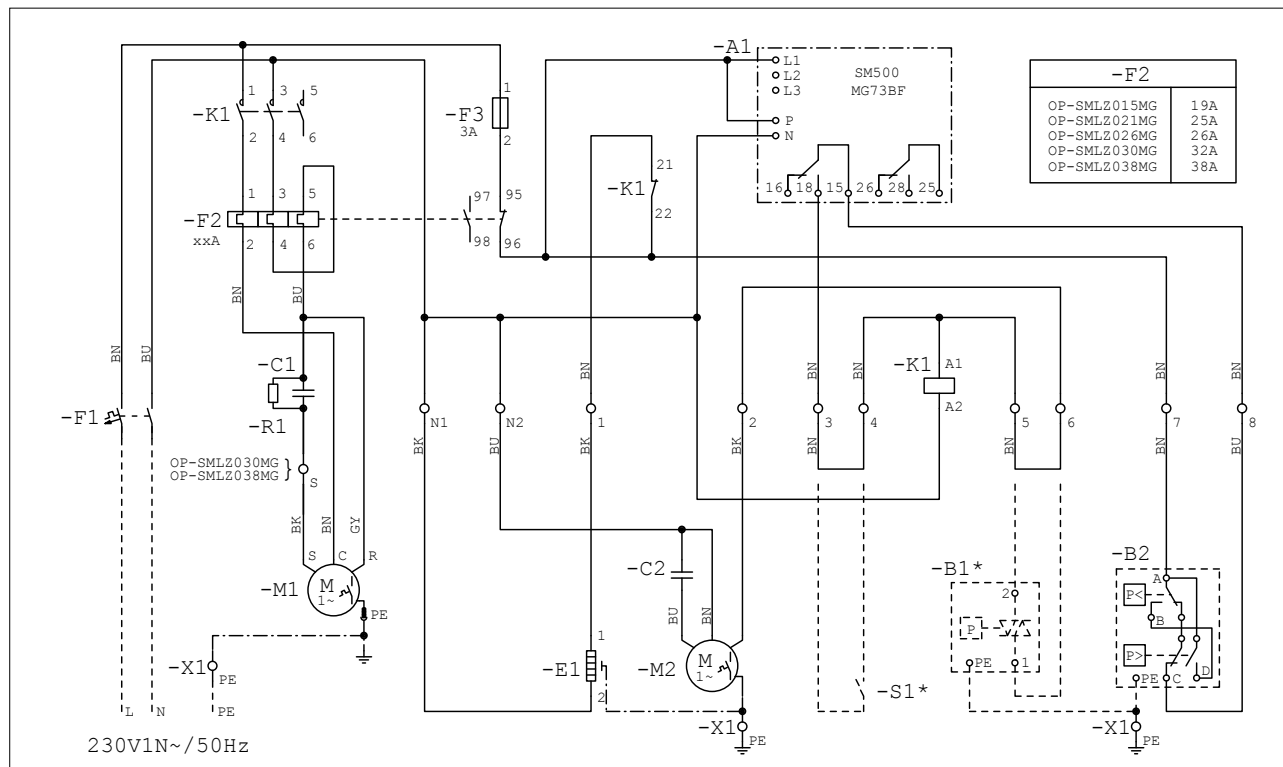 -A1
L1
L2
L3
P
N
SM500
MG73BF
16 18 15 26 28 25
-F2
OP-SMLZ015MG 19A
OP-SMLZ021MG 25A
OP-SMLZ026MG 26A
OP-SMLZ030MG 32A
OP-SMLZ038MG 38A
1 3 5
-K1
2 4 6
1
-F3
3A
2
21
-K1
22
1 3 5
-F2
xxA
2 4 6
97 95
98 96
BN BU
BN BU
-C1
-R1
-F1
OP-SMLZ030MG
OP-SMLZ038MG
S
BK BN GY
S C R
-M1
M
1~
PE
-X1
PE
L N PE
230V1N~/50Hz
N1 N2 1 2 3 4 5 6 7 8
BN BN BN BN BN BN BU
-K1
A1
A2
BK BU BK BK BN BB BN BU BN BU
-C2
BU BN
-M2
M
1~
1
-E1
2
-X1
PE
-S1*
-B1*
2
P
PE 1
-B2
A
P<
B
P>
PE C D
-X1
PE